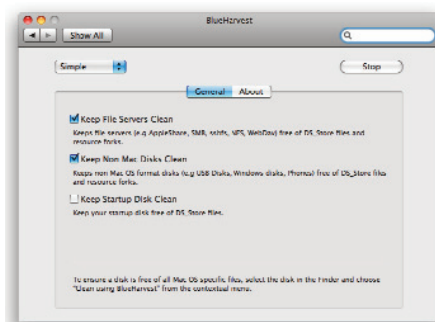 BlueHarvest
Show All
Simple
Stop
General About
Keep File Servers Clean
Keeps file servers (e.g AppleShare, SMB, sshfs, NFS, WebDav) free of DS_Store files and
resource forks.
Keep Non Mac Disks Clean
Keeps non Mac OS format disks (e.g USB Disks, Windows disks, Phones) free of DS_Store files
and resource forks.
Keep Startup Disk Clean
Keep your startup disk free of DS_Store files.
To ensure a disk is free of all Mac OS specific files, select the disk in the Finder and choose
"Clean using BlueHarvest" from the contextual menu.